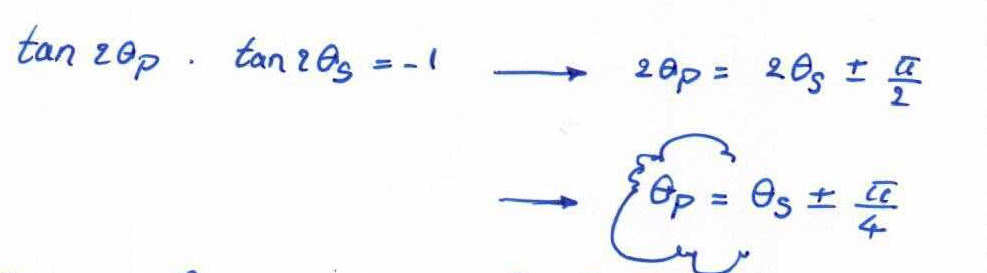 tan 2θp . tan 2θs = -1 → 2θp = 2θs ± π/2
→ θp = θs ± π/4